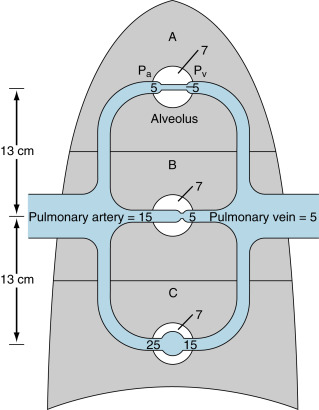 A
7
Pa
Pv
5
5
Alveolus
13 cm
B
7
Pulmonary artery = 15
5
Pulmonary vein = 5
13 cm
C
7
25
15